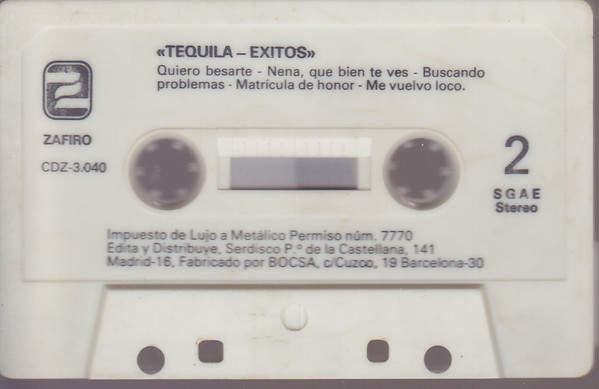 «TEQUILA – EXITOS»
Quiero besarte - Nena, que bien te ves - Buscando
problemas - Matrícula de honor - Me vuelvo loco.
ZAFIRO
CDZ-3.040
2
SGAE
Stereo
Impuesto de Lujo a Metálico Permiso núm. 7770
Edita y Distribuye, Serdisco P.º de la Castellana, 141
Madrid-16, Fabricado por BOCSA, c/Cuzco, 19 Barcelona-30